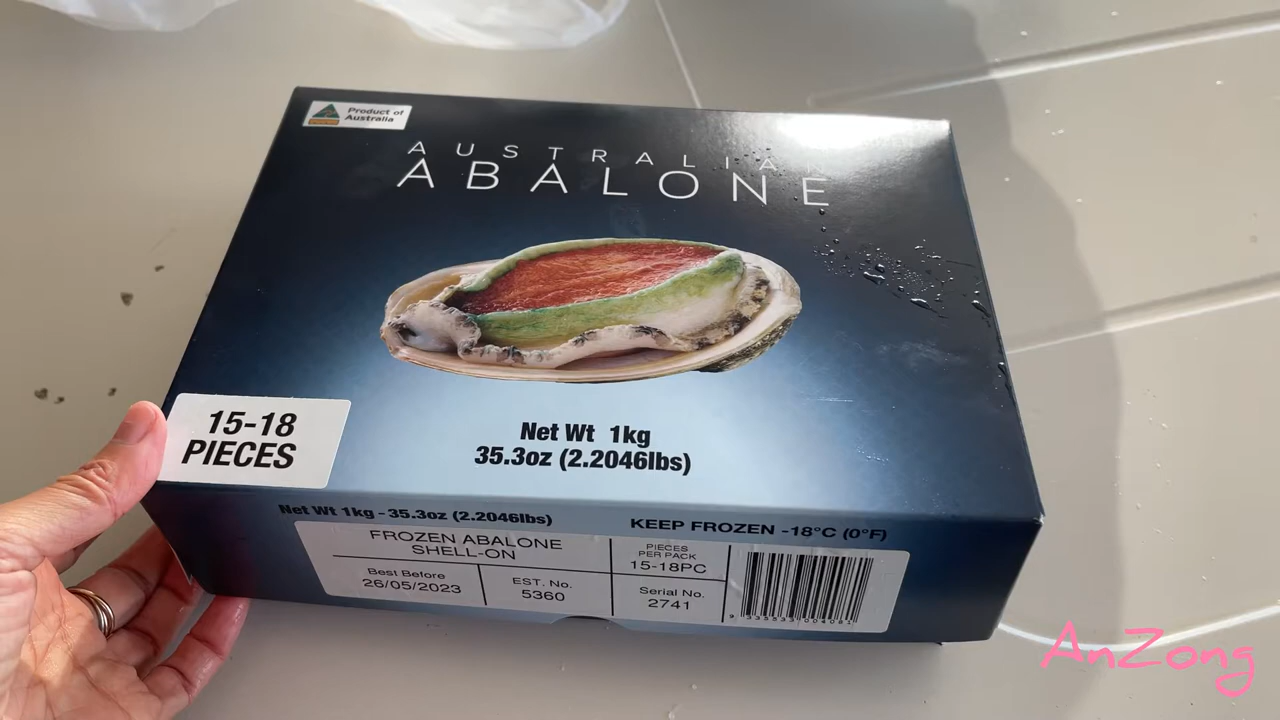 Product of
Australia
AUSTRALIAN
ABALONE
15-18
PIECES
Net Wt 1kg
35.3oz (2.2046lbs)
Net Wt 1kg - 35.3oz (2.2046lbs)
KEEP FROZEN -18°C (0°F)
FROZEN ABALONE
SHELL-ON
PIECES
PER PACK
15-18PC
Best Before
26/05/2023
EST. No.
5360
Serial No.
2741
AnZong